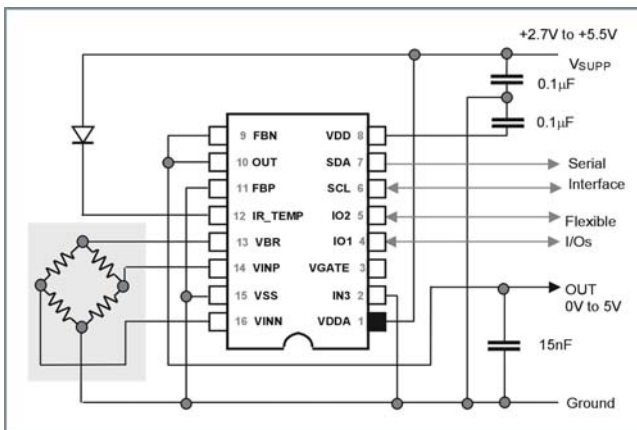 +2.7V to +5.5V
VSUPP
0.1µF
0.1µF
9 FBN VDD 8
10 OUT SDA 7
Serial
11 FBP SCL 6
Interface
12 IR_TEMP IO2 5
Flexible
13 VBR IO1 4
I/Os
14 VINP VGATE 3
15 VSS IN3 2
OUT
0V to 5V
16 VINN VDDA 1
15nF
Ground